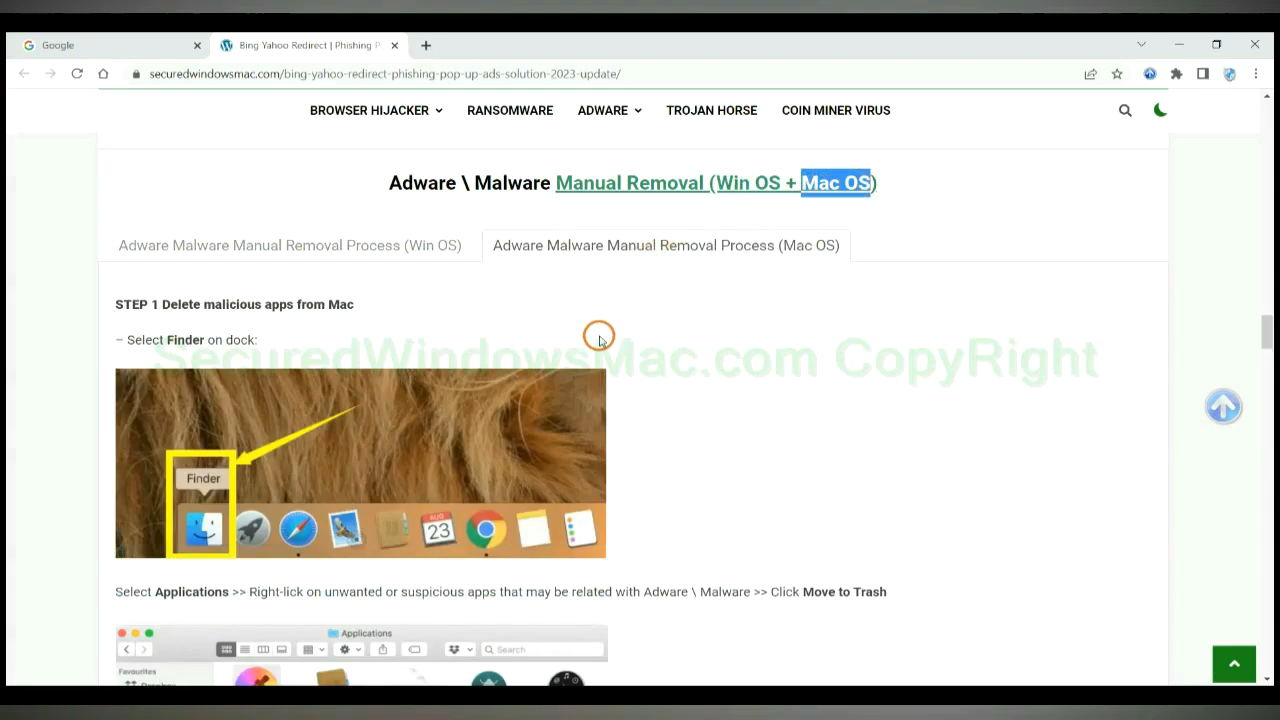 Google
Bing Yahoo Redirect | Phishing P
securedwindowsmac.com/bing-yahoo-redirect-phishing-pop-up-ads-solution-2023-update/
BROWSER HIJACKER RANSOMWARE ADWARE TROJAN HORSE COIN MINER VIRUS
Adware \ Malware Manual Removal (Win OS + Mac OS)
Adware Malware Manual Removal Process (Win OS) Adware Malware Manual Removal Process (Mac OS)
STEP 1 Delete malicious apps from Mac
– Select Finder on dock:
SecuredWindowsMac.com CopyRight
Finder
AUG
23
Select Applications >> Right-lick on unwanted or suspicious apps that may be related with Adware \ Malware >> Click Move to Trash
Applications
Search
Favourites